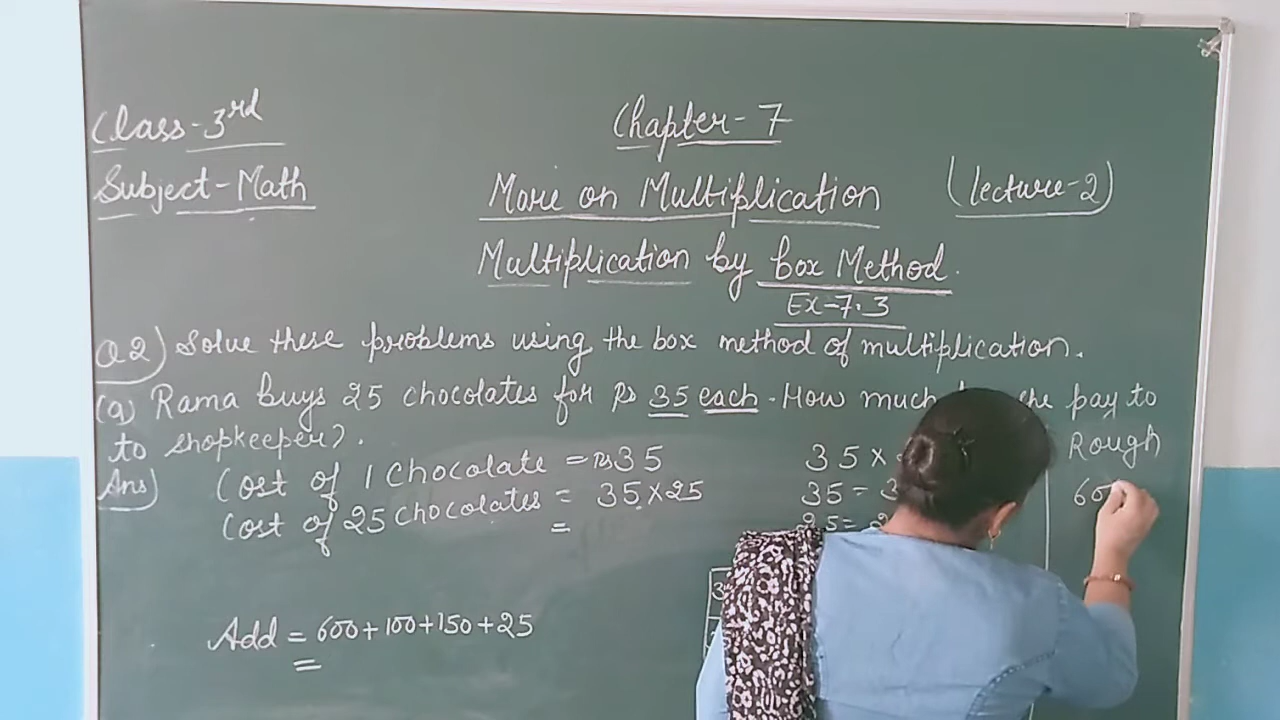 Class-3rd
Subject-Math
Chapter-7
More on Multiplication
(lecture-2)
Multiplication by box Method.
Ex-7.3
Q2) Solve these problems using the box method of multiplication.
(a) Rama buys 25 chocolates for Rs 35 each. How much the pay to
to shopkeeper?.
Ans) Cost of 1 Chocolate = Rs35
Cost of 25 Chocolates = 35×25
Add = 600+100+150+25
35×
35=3
25=2
Rough